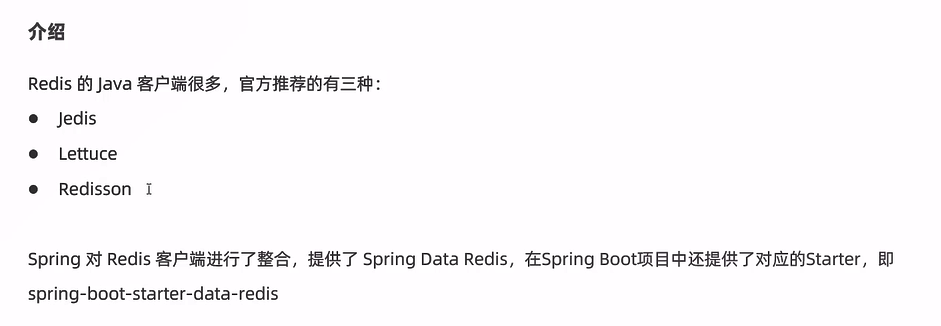 介绍
Redis 的 Java 客户端很多，官方推荐的有三种：
● Jedis
● Lettuce
● Redisson
Spring 对 Redis 客户端进行了整合，提供了 Spring Data Redis，在Spring Boot项目中还提供了对应的Starter，即
spring-boot-starter-data-redis